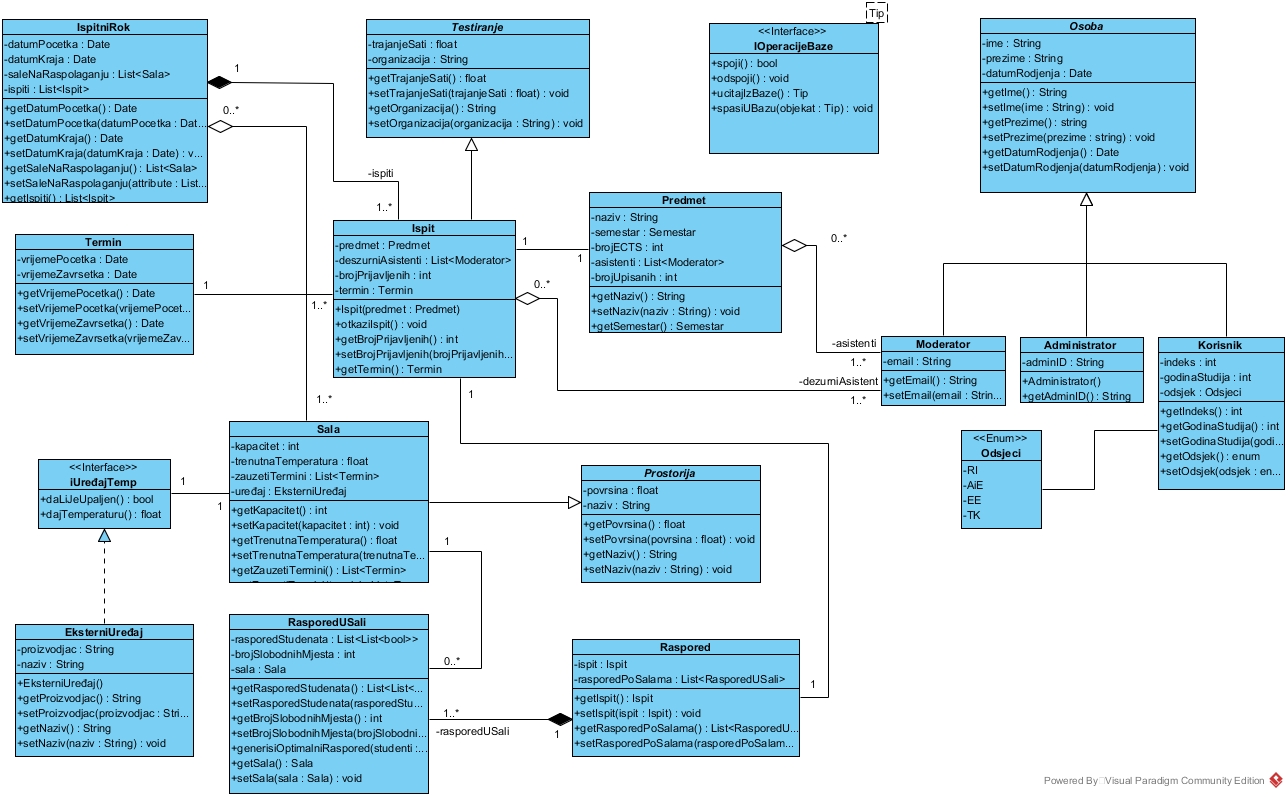 IspitniRok
-datumPocetka : Date
-datumKraja : Date
-saleNaRaspolaganju : List<Sala>
-ispiti : List<Ispit>
+getDatumPocetka() : Date
+setDatumPocetka(datumPocetka : Dat...
+getDatumKraja() : Date
+setDatumKraja(datumKraja : Date) : v...
+getSaleNaRaspolaganju() : List<Sala>
+setSaleNaRaspolaganju(attribute : List...
+getIspiti() : List<Ispit>
1
0..*
Testiranje
-trajanjeSati : float
-organizacija : String
+getTrajanjeSati() : float
+setTrajanjeSati(trajanjeSati : float) : void
+getOrganizacija() : String
+setOrganizacija(organizacija : String) : void
Tip
<<Interface>>
IOperacijeBaze
+spoji() : bool
+odspoji() : void
+ucitajIzBaze() : Tip
+spasiUBazu(objekat : Tip) : void
Osoba
-ime : String
-prezime : String
-datumRodjenja : Date
+getIme() : String
+setIme(ime : String) : void
+getPrezime() : string
+setPrezime(prezime : string) : void
+getDatumRodjenja() : Date
+setDatumRodjenja(datumRodjenja) : void
-ispiti
1..*
Termin
-vrijemePocetka : Date
-vrijemeZavrsetka : Date
+getVrijemePocetka() : Date
+setVrijemePocetka(vrijemePocet...
+getVrijemeZavrsetka() : Date
+setVrijemeZavrsetka(vrijemeZav...
1
1..*
Ispit
-predmet : Predmet
-deszurniAsistenti : List<Moderator>
-brojPrijavljenih : int
-termin : Termin
+Ispit(predmet : Predmet)
+otkaziIspit() : void
+getBrojPrijavljenih() : int
+setBrojPrijavljenih(brojPrijavljenih...
+getTermin() : Termin
1
1
0..*
1
Predmet
-naziv : String
-semestar : Semestar
-brojECTS : int
-asistenti : List<Moderator>
-brojUpisanih : int
+getNaziv() : String
+setNaziv(naziv : String) : void
+getSemestar() : Semestar
0..*
-asistenti
1..*
-dezurniAsistent
1..*
Moderator
-email : String
+getEmail() : String
+setEmail(email : Strin...
Administrator
-adminID : String
+Administrator()
+getAdminID() : String
Korisnik
-indeks : int
-godinaStudija : int
-odsjek : Odsjeci
+getIndeks() : int
+getGodinaStudija() : int
+setGodinaStudija(godi...
+getOdsjek() : enum
+setOdsjek(odsjek : en...
<<Enum>>
Odsjeci
-RI
-AiE
-EE
-TK
1..*
Sala
-kapacitet : int
-trenutnaTemperatura : float
-zauzetiTermini : List<Termin>
-uređaj : EksterniUređaj
+getKapacitet() : int
+setKapacitet(kapacitet : int) : void
+getTrenutnaTemperatura() : float
+setTrenutnaTemperatura(trenutnaTe...
+getZauzetiTermini() : List<Termin>
<<Interface>>
iUređajTemp
+daLiJeUpaljen() : bool
+dajTemperaturu() : float
1
1
Prostorija
-povrsina : float
-naziv : String
+getPovrsina() : float
+setPovrsina(povrsina : float) : void
+getNaziv() : String
+setNaziv(naziv : String) : void
1
0..*
EksterniUređaj
-proizvodjac : String
-naziv : String
+EksterniUređaj()
+getProizvodjac() : String
+setProizvodjac(proizvodjac : Stri...
+getNaziv() : String
+setNaziv(naziv : String) : void
RasporedUSali
-rasporedStudenata : List<List<bool>>
-brojSlobodnihMjesta : int
-sala : Sala
+getRasporedStudenata() : List<List<...
+setRasporedStudenata(rasporedStu...
+getBrojSlobodnihMjesta() : int
+setBrojSlobodnihMjesta(brojSlobodni...
+generisiOptimalniRaspored(studenti :...
+getSala() : Sala
+setSala(sala : Sala) : void
1..*
-rasporedUSali
1
Raspored
-ispit : Ispit
-rasporedPoSalama : List<RasporedUSali>
+getIspit() : Ispit
+setIspit(ispit : Ispit) : void
+getRasporedPoSalama() : List<RasporedU...
+setRasporedPoSalama(rasporedPoSalam...
1
Powered By Visual Paradigm Community Edition